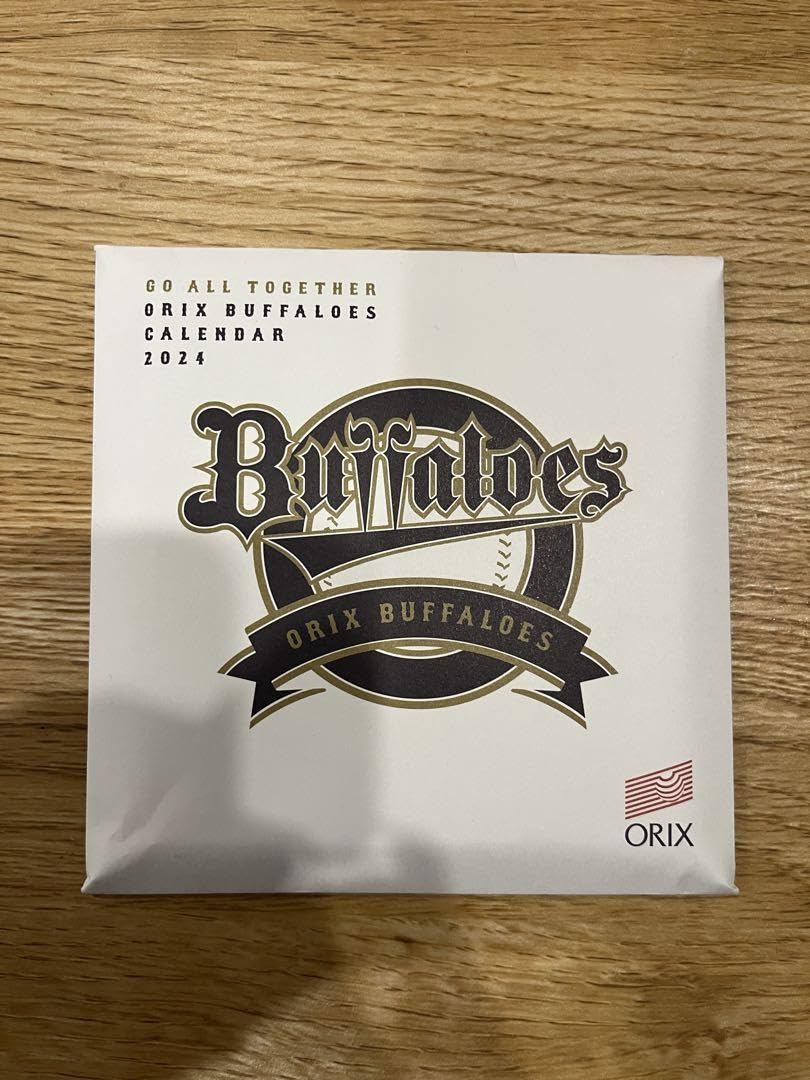 GO ALL TOGETHER
ORIX BUFFALOES
CALENDAR
2024
Buffaloes
ORIX BUFFALOES
ORIX